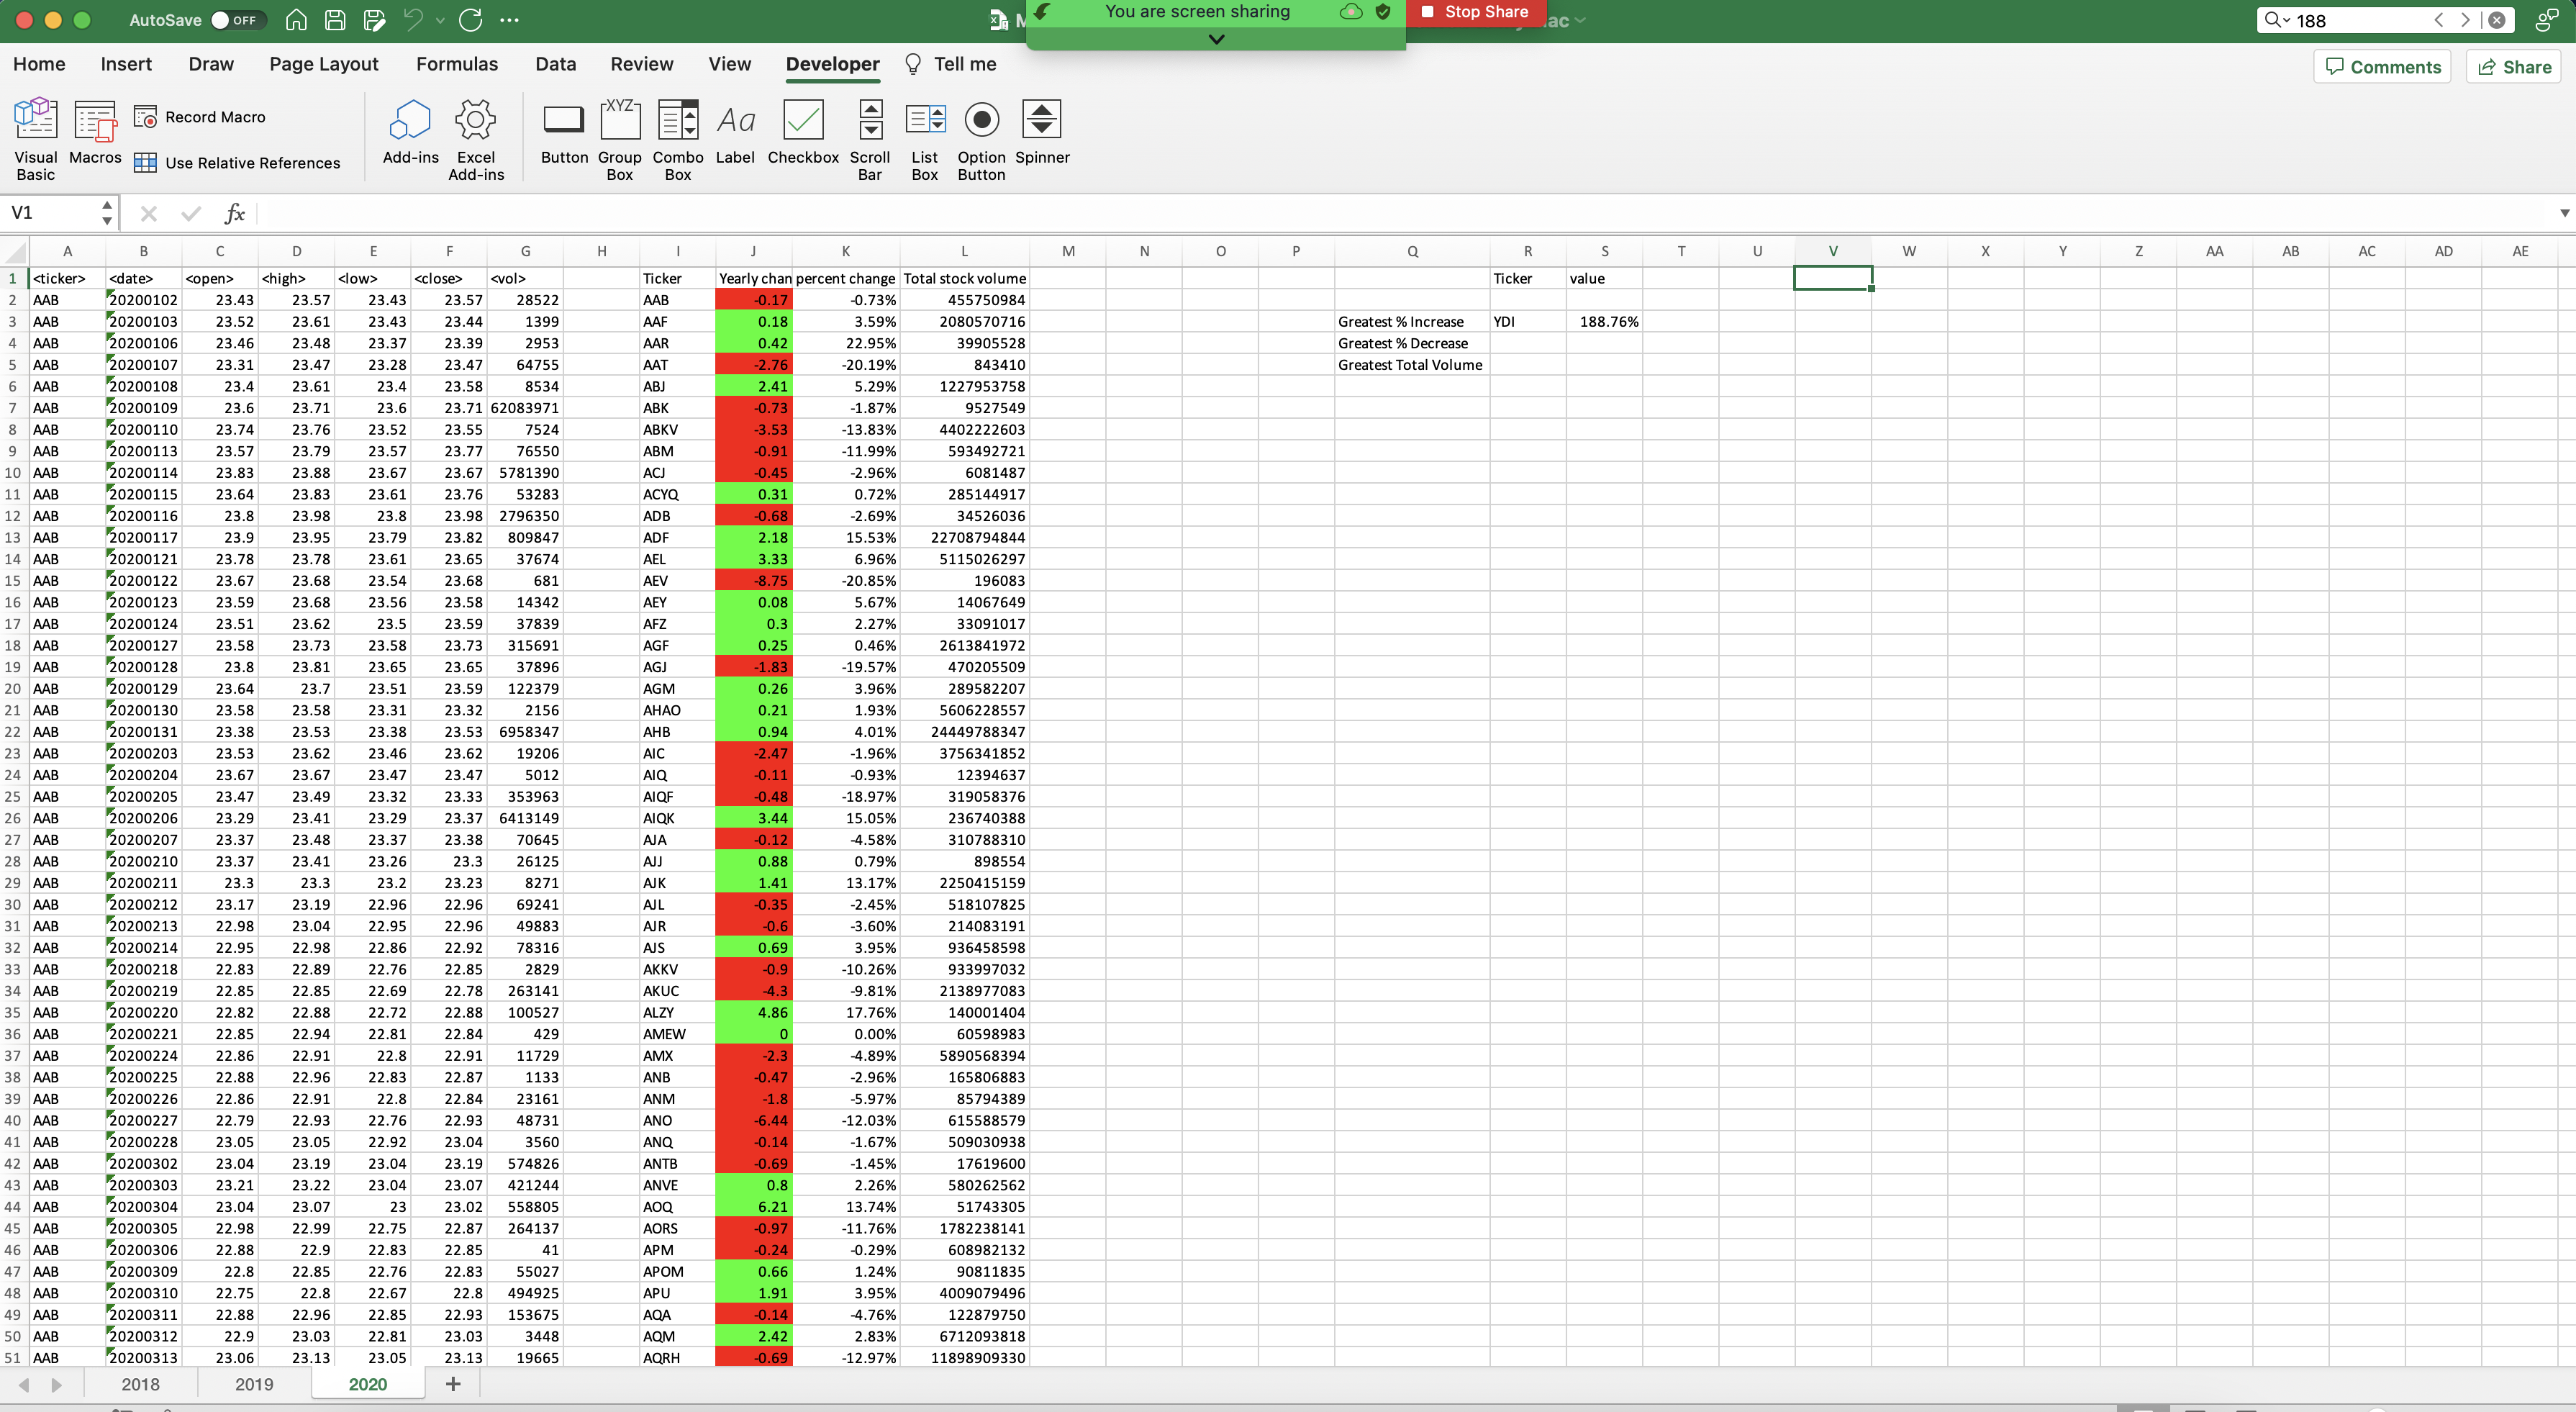 AutoSave OFF
You are screen sharing
Stop Share
188
Home Insert Draw Page Layout Formulas Data Review View Developer Tell me
Comments Share
Visual Basic Macros Record Macro Use Relative References Add-ins Excel Add-ins Button Group Box Combo Box Label Checkbox Scroll Bar List Box Option Button Spinner
XYZ Aa
V1 fx
A B C D E F G H I J K L M N O P Q R S T U V W X Y Z AA AB AC AD AE
1 <ticker> <date> <open> <high> <low> <close> <vol> Ticker Yearly chan percent change Total stock volume Ticker value
2 AAB 20200102 23.43 23.57 23.43 23.57 28522 AAB -0.17 -0.73% 455750984
3 AAB 20200103 23.52 23.61 23.43 23.44 1399 AAF 0.18 3.59% 2080570716 Greatest % Increase YDI 188.76%
4 AAB 20200106 23.46 23.48 23.37 23.39 2953 AAR 0.42 22.95% 39905528 Greatest % Decrease
5 AAB 20200107 23.31 23.47 23.28 23.47 64755 AAT -2.76 -20.19% 843410 Greatest Total Volume
6 AAB 20200108 23.4 23.61 23.4 23.58 8534 ABJ 2.41 5.29% 1227953758
7 AAB 20200109 23.6 23.71 23.6 23.71 62083971 ABK -0.73 -1.87% 9527549
8 AAB 20200110 23.74 23.76 23.52 23.55 7524 ABKV -3.53 -13.83% 4402222603
9 AAB 20200113 23.57 23.79 23.57 23.77 76550 ABM -0.91 -11.99% 593492721
10 AAB 20200114 23.83 23.88 23.67 23.67 5781390 ACJ -0.45 -2.96% 6081487
11 AAB 20200115 23.64 23.83 23.61 23.76 53283 ACYQ 0.31 0.72% 285144917
12 AAB 20200116 23.8 23.98 23.8 23.98 2796350 ADB -0.68 -2.69% 34526036
13 AAB 20200117 23.9 23.95 23.79 23.82 809847 ADF 2.18 15.53% 22708794844
14 AAB 20200121 23.78 23.78 23.61 23.65 37674 AEL 3.33 6.96% 5115026297
15 AAB 20200122 23.67 23.68 23.54 23.68 681 AEV -8.75 -20.85% 196083
16 AAB 20200123 23.59 23.68 23.56 23.58 14342 AEY 0.08 5.67% 14067649
17 AAB 20200124 23.51 23.62 23.5 23.59 37839 AFZ 0.3 2.27% 33091017
18 AAB 20200127 23.58 23.73 23.58 23.73 315691 AGF 0.25 0.46% 2613841972
19 AAB 20200128 23.8 23.81 23.65 23.65 37896 AGJ -1.83 -19.57% 470205509
20 AAB 20200129 23.64 23.7 23.51 23.59 122379 AGM 0.26 3.96% 289582207
21 AAB 20200130 23.58 23.58 23.31 23.32 2156 AHAO 0.21 1.93% 5606228557
22 AAB 20200131 23.38 23.53 23.38 23.53 6958347 AHB 0.94 4.01% 24449788347
23 AAB 20200203 23.53 23.62 23.46 23.62 19206 AIC -2.47 -1.96% 3756341852
24 AAB 20200204 23.67 23.67 23.47 23.47 5012 AIQ -0.11 -0.93% 12394637
25 AAB 20200205 23.47 23.49 23.32 23.33 353963 AIQF -0.48 -18.97% 319058376
26 AAB 20200206 23.29 23.41 23.29 23.37 6413149 AIQK 3.44 15.05% 236740388
27 AAB 20200207 23.37 23.48 23.37 23.38 70645 AJA -0.12 -4.58% 310788310
28 AAB 20200210 23.37 23.41 23.26 23.3 26125 AJJ 0.88 0.79% 898554
29 AAB 20200211 23.3 23.3 23.2 23.23 8271 AJK 1.41 13.17% 2250415159
30 AAB 20200212 23.17 23.19 22.96 22.96 69241 AJL -0.35 -2.45% 518107825
31 AAB 20200213 22.98 23.04 22.95 22.96 49883 AJR -0.6 -3.60% 214083191
32 AAB 20200214 22.95 22.98 22.86 22.92 78316 AJS 0.69 3.95% 936458598
33 AAB 20200218 22.83 22.89 22.76 22.85 2829 AKKV -0.9 -10.26% 933997032
34 AAB 20200219 22.85 22.85 22.69 22.78 263141 AKUC -4.3 -9.81% 2138977083
35 AAB 20200220 22.82 22.88 22.72 22.88 100527 ALZY 4.86 17.76% 140001404
36 AAB 20200221 22.85 22.94 22.81 22.84 429 AMEW 0 0.00% 60598983
37 AAB 20200224 22.86 22.91 22.8 22.91 11729 AMX -2.3 -4.89% 5890568394
38 AAB 20200225 22.88 22.96 22.83 22.87 1133 ANB -0.47 -2.96% 165806883
39 AAB 20200226 22.86 22.91 22.8 22.84 23161 ANM -1.8 -5.97% 85794389
40 AAB 20200227 22.79 22.93 22.76 22.93 48731 ANO -6.44 -12.03% 615588579
41 AAB 20200228 23.05 23.05 22.92 23.04 3560 ANQ -0.14 -1.67% 509030938
42 AAB 20200302 23.04 23.19 23.04 23.19 574826 ANTB -0.69 -1.45% 17619600
43 AAB 20200303 23.21 23.22 23.04 23.07 421244 ANVE 0.8 2.26% 580262562
44 AAB 20200304 23.04 23.07 23 23.02 558805 AOQ 6.21 13.74% 51743305
45 AAB 20200305 22.98 22.99 22.75 22.87 264137 AORS -0.97 -11.76% 1782238141
46 AAB 20200306 22.88 22.9 22.83 22.85 41 APM -0.24 -0.29% 608982132
47 AAB 20200309 22.8 22.85 22.76 22.83 55027 APOM 0.66 1.24% 90811835
48 AAB 20200310 22.75 22.8 22.67 22.8 494925 APU 1.91 3.95% 4009079496
49 AAB 20200311 22.88 22.96 22.85 22.93 153675 AQA -0.14 -4.76% 122879750
50 AAB 20200312 22.9 23.03 22.81 23.03 3448 AQM 2.42 2.83% 6712093818
51 AAB 20200313 23.06 23.13 23.05 23.13 19665 AQRH -0.69 -12.97% 11898909330
2018 2019 2020 +